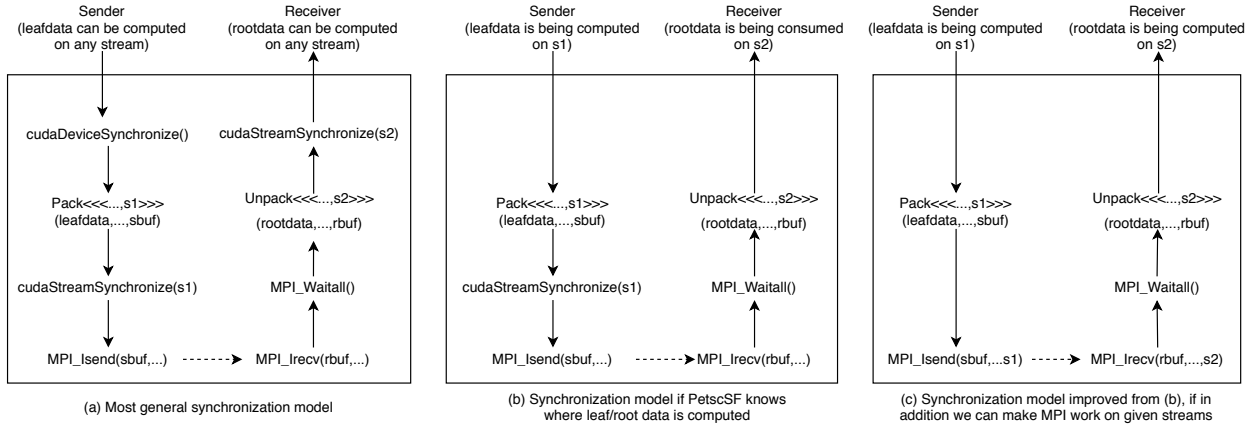 Sender
(leafdata can be computed
on any stream)
Receiver
(rootdata can be computed
on any stream)
cudaDeviceSynchronize()
cudaStreamSynchronize(s2)
Pack<<<...,s1>>>
(leafdata,...,sbuf)
Unpack<<<...,s2>>>
(rootdata,...,rbuf)
cudaStreamSynchronize(s1)
MPI_Waitall()
MPI_Isend(sbuf,...)
MPI_Irecv(rbuf,...)
(a) Most general synchronization model
Sender
(leafdata is being computed
on s1)
Receiver
(rootdata is being consumed
on s2)
Pack<<<...,s1>>>
(leafdata,...,sbuf)
Unpack<<<...,s2>>>
(rootdata,...,rbuf)
cudaStreamSynchronize(s1)
MPI_Waitall()
MPI_Isend(sbuf,...)
MPI_Irecv(rbuf,...)
(b) Synchronization model if PetscSF knows
where leaf/root data is computed
Sender
(leafdata is being computed
on s1)
Receiver
(rootdata is being computed
on s2)
Pack<<<...,s1>>>
(leafdata,...,sbuf)
Unpack<<<...,s2>>>
(rootdata,...,rbuf)
MPI_Waitall()
MPI_Isend(sbuf,...s1)
MPI_Irecv(rbuf,...,s2)
(c) Synchronization model improved from (b), if in
addition we can make MPI work on given streams